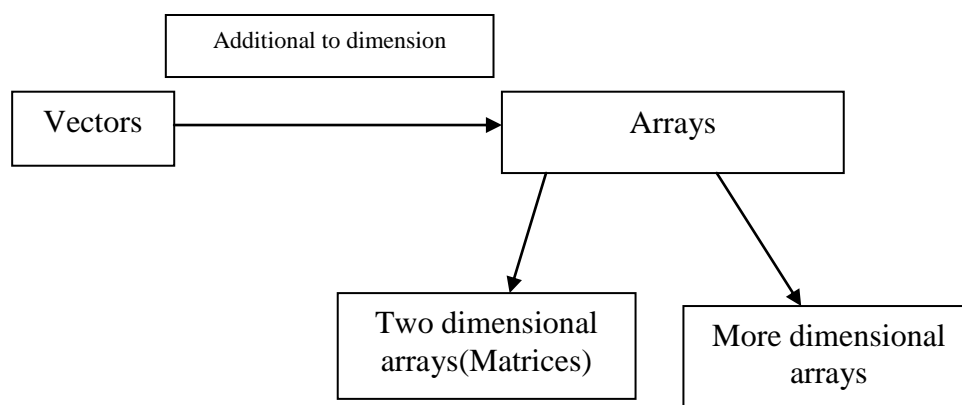 Additional to dimension
Vectors
Arrays
Two dimensional
arrays(Matrices)
More dimensional
arrays